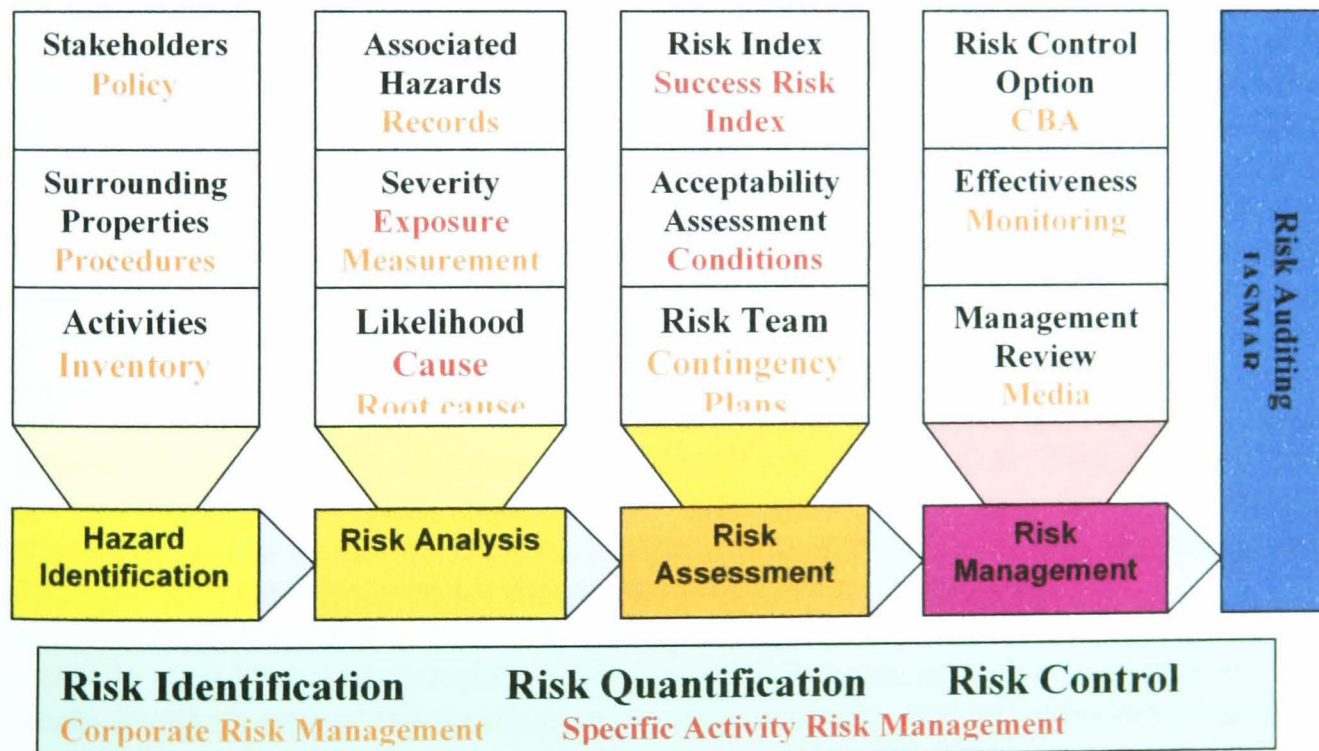 Stakeholders
Policy
Surrounding
Properties
Procedures
Activities
Inventory
Hazard
Identification
Associated
Hazards
Records
Severity
Exposure
Measurement
Likelihood
Cause
Root cause
Risk Analysis
Risk Index
Success Risk
Index
Acceptability
Assessment
Conditions
Risk Team
Contingency
Plans
Risk
Assessment
Risk Control
Option
CBA
Effectiveness
Monitoring
Management
Review
Media
Risk
Management
Risk Auditing
Risk Identification Risk Quantification Risk Control
Corporate Risk Management Specific Activity Risk Management